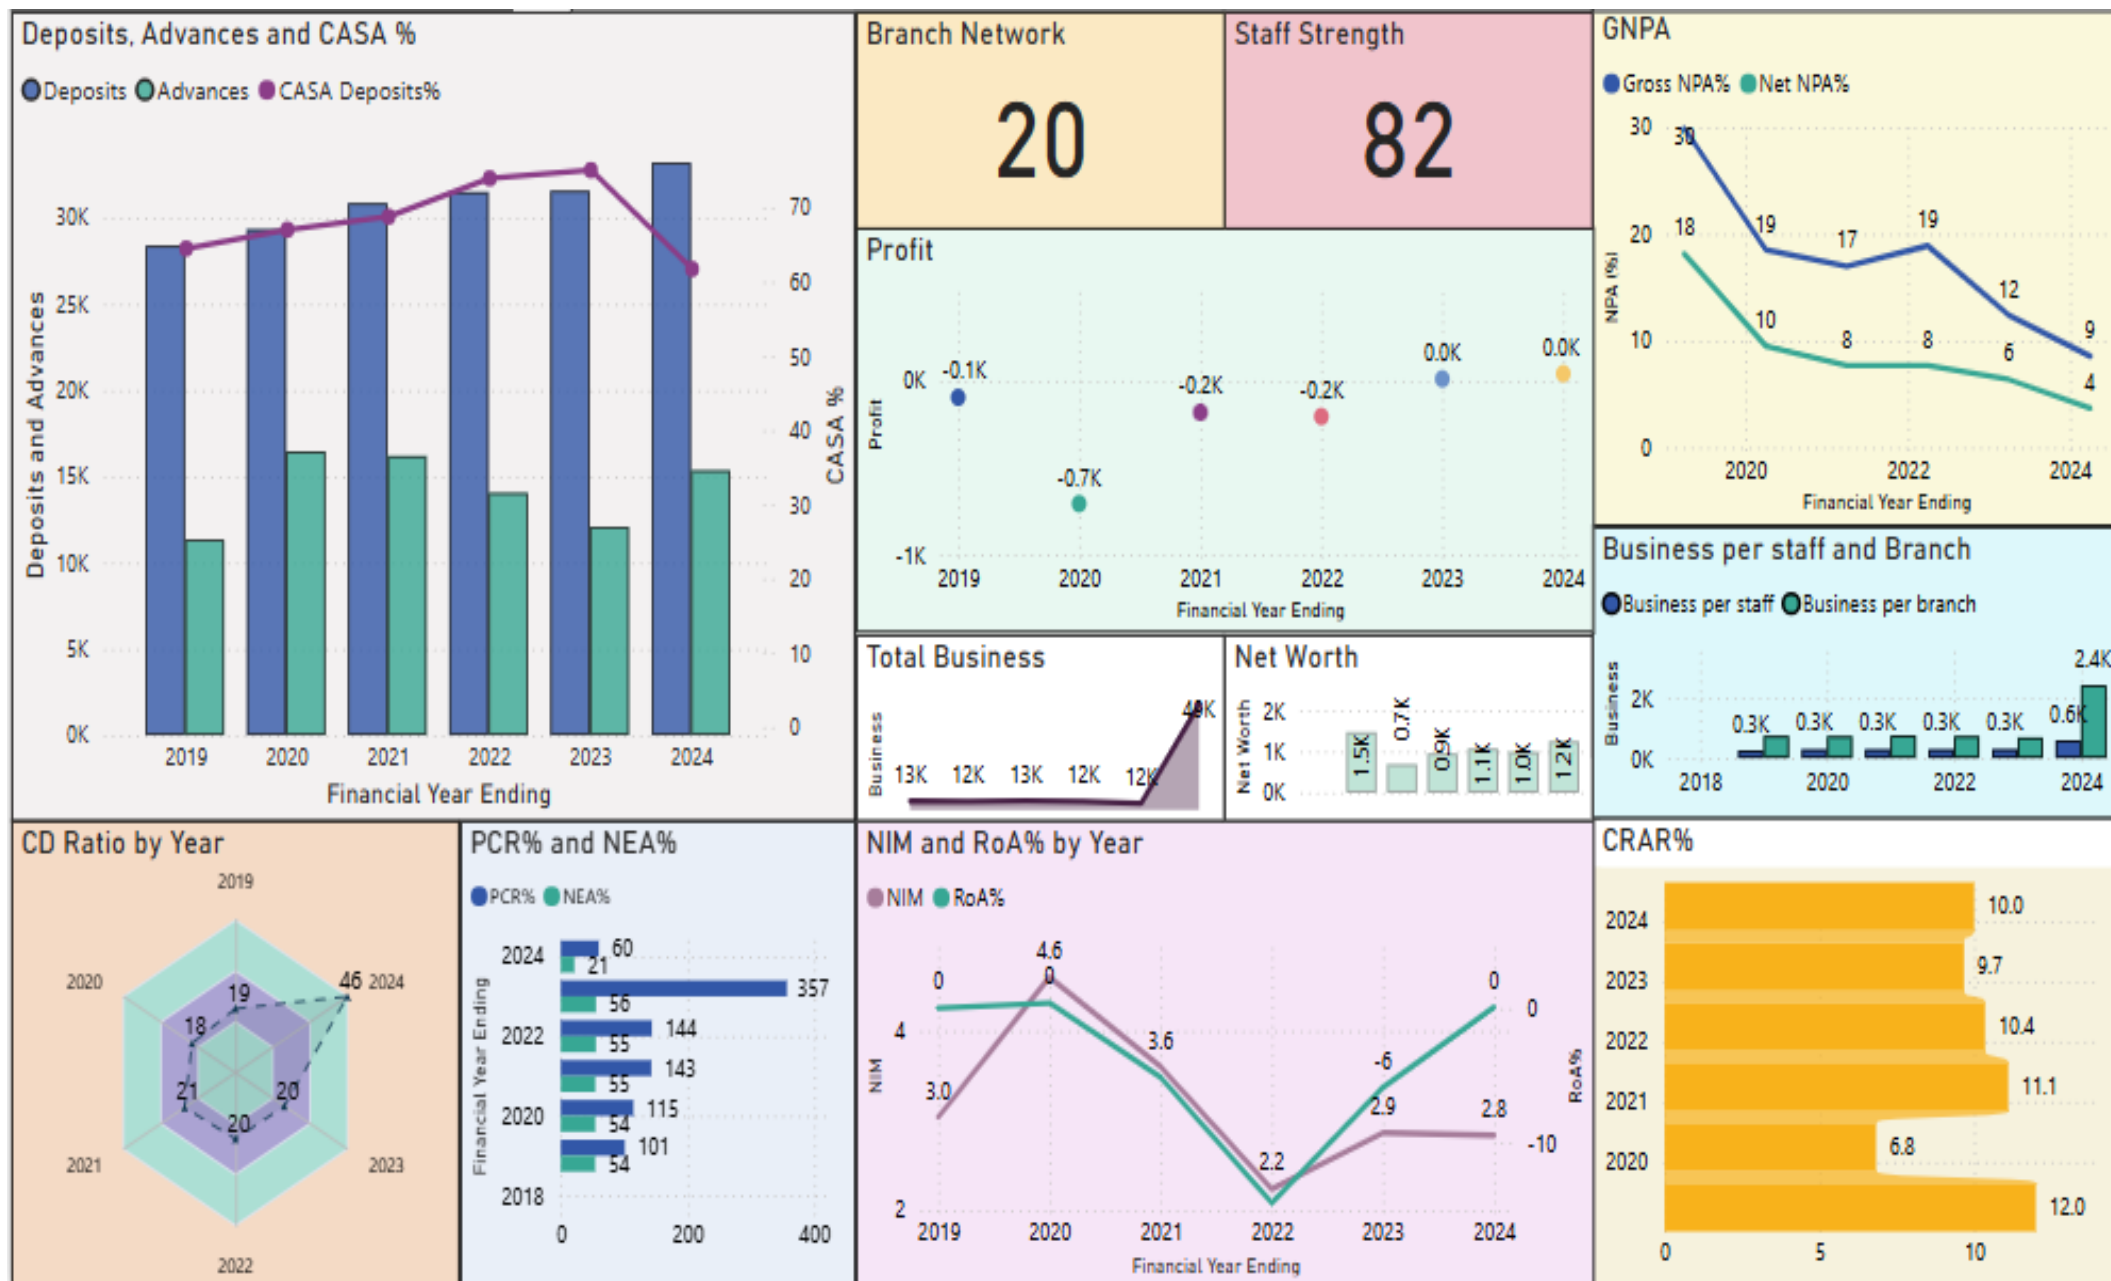 Deposits, Advances and CASA %
Deposits Advances CASA Deposits%
30K
25K
20K
15K
10K
5K
0K
Deposits and Advances
70
60
50
40
30
20
10
0
CASA %
2019 2020 2021 2022 2023 2024
Financial Year Ending
Branch Network
20
Staff Strength
82
GNPA
Gross NPA% Net NPA%
30
20
10
0
NPA (%)
30 19 17 19 12 9
18 10 8 8 6 4
2020 2022 2024
Financial Year Ending
Profit
0K
-1K
Profit
-0.1K -0.7K -0.2K -0.2K 0.0K 0.0K
2019 2020 2021 2022 2023 2024
Financial Year Ending
Business per staff and Branch
Business per staff Business per branch
2K
0K
Business
0.3K 0.3K 0.3K 0.3K 0.3K 0.6K 2.4K
2018 2020 2022 2024
Total Business
Business
13K 12K 13K 12K 12K 49K
Net Worth
Net Worth
2K
1K
0K
1.5K 0.7K 0.9K 1.1K 1.0K 1.2K
CD Ratio by Year
2019
2020
2024
2021
2023
2022
19
18
46
21
20
20
PCR% and NEA%
PCR% NEA%
Financial Year Ending
2024
2022
2020
2018
60
21
357
56
144
55
143
55
115
54
101
54
0 200 400
NIM and RoA% by Year
NIM RoA%
4
2
NIM
0
-10
RoA%
0 0 -6 0
3.0 4.6 3.6 2.2 2.9 2.8
2019 2020 2021 2022 2023 2024
Financial Year Ending
CRAR%
2024
2023
2022
2021
2020
10.0
9.7
10.4
11.1
6.8
12.0
0 5 10